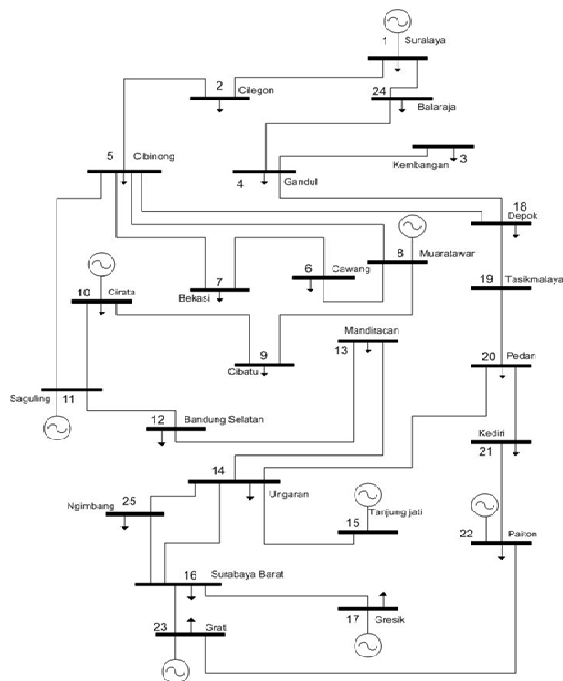 1 Suralaya
2 Cilegon
24 Balaraja
5 Cibinong
3 Kembangan
4 Gandul
18 Depok
8 Muaratawar
6 Cawang
7 Bekasi
19 Tasikmalaya
10 Cirata
Mandiracan
13
9 Cibatu
20 Pedan
Saguling 11
12 Bandung Selatan
Kediri
21
14 Ungaran
Ngimbang 25
Tanjungjati
15
22 Paiton
16 Surabaya Barat
17 Gresik
23 Grati